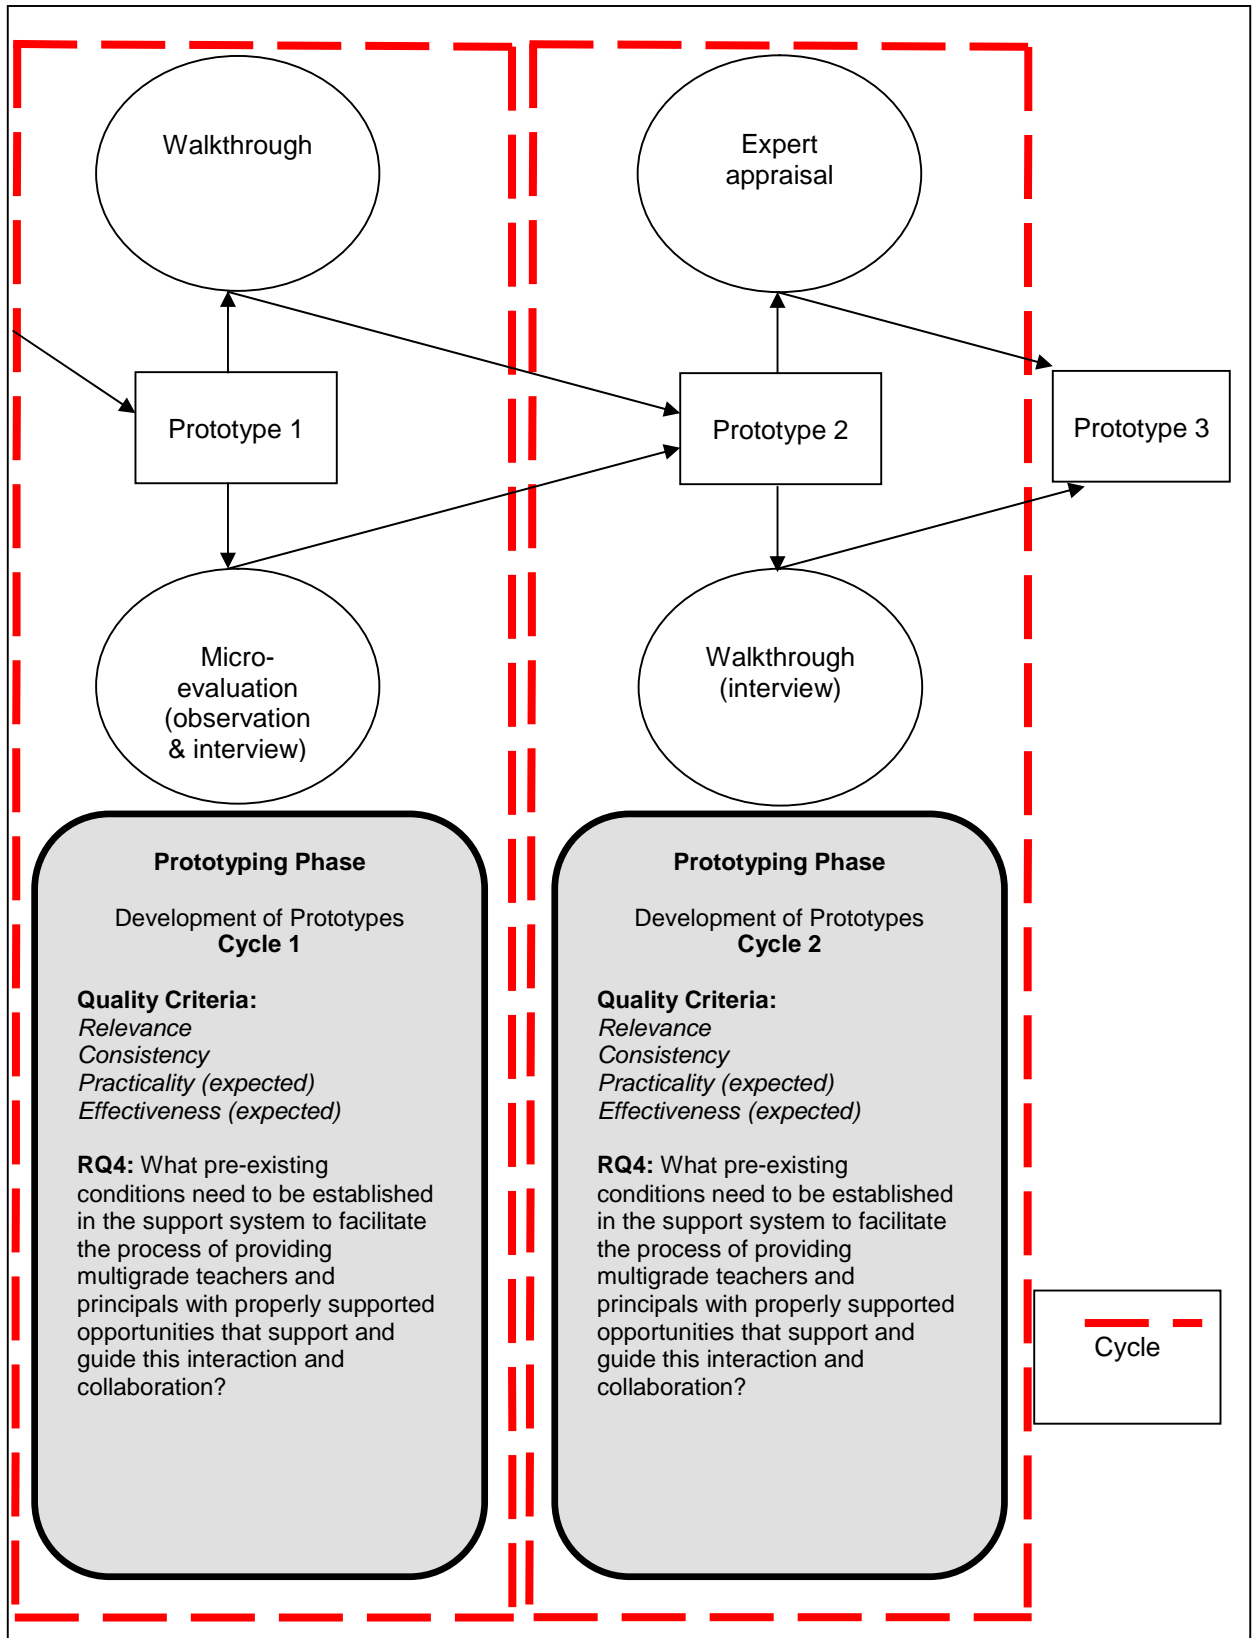 Walkthrough
Expert
appraisal
Prototype 1
Prototype 2
Prototype 3
Micro-
evaluation
(observation
& interview)
Walkthrough
(interview)
Prototyping Phase
Development of Prototypes
Cycle 1
Quality Criteria:
Relevance
Consistency
Practicality (expected)
Effectiveness (expected)
RQ4: What pre-existing
conditions need to be established
in the support system to facilitate
the process of providing
multigrade teachers and
principals with properly supported
opportunities that support and
guide this interaction and
collaboration?
Prototyping Phase
Development of Prototypes
Cycle 2
Quality Criteria:
Relevance
Consistency
Practicality (expected)
Effectiveness (expected)
RQ4: What pre-existing
conditions need to be established
in the support system to facilitate
the process of providing
multigrade teachers and
principals with properly supported
opportunities that support and
guide this interaction and
collaboration?
Cycle